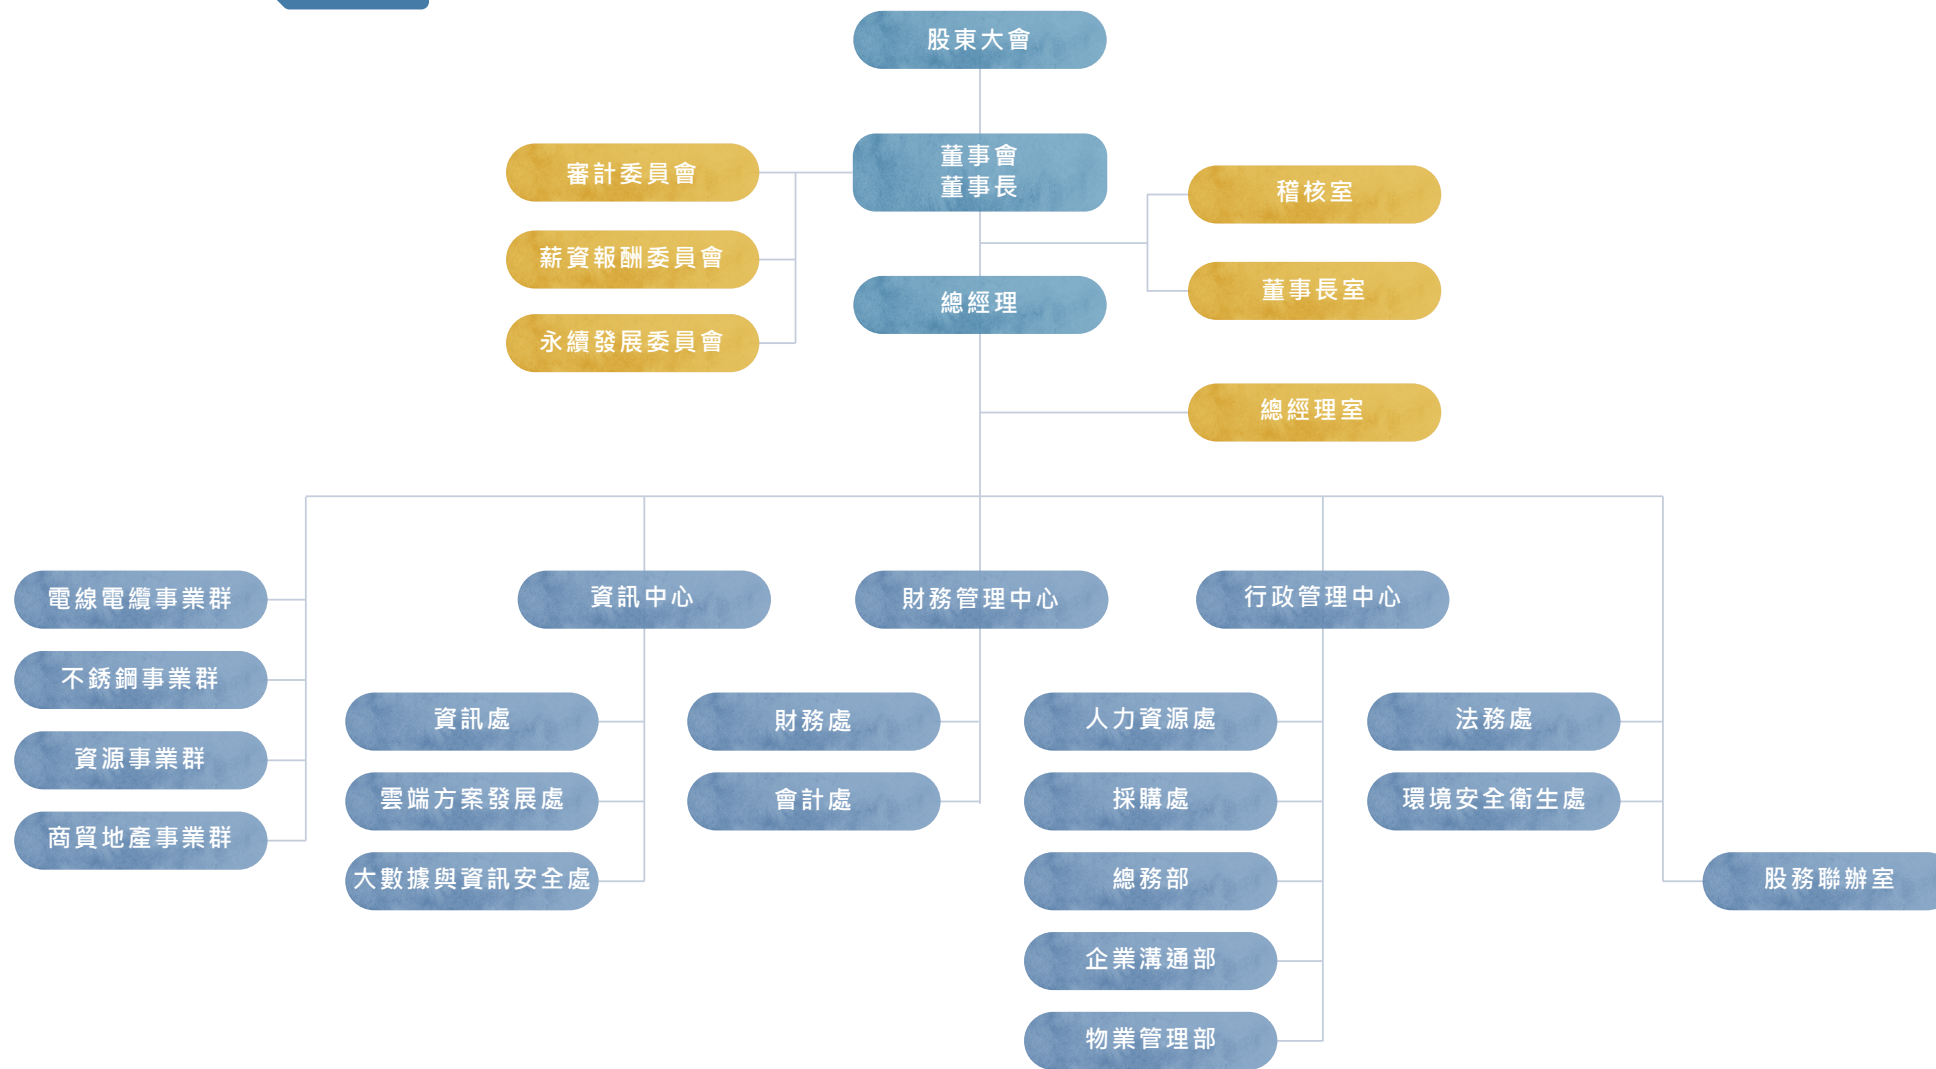 股東大會
董事會
董事長
審計委員會
薪資報酬委員會
永續發展委員會
稽核室
董事長室
總經理
總經理室
電線電纜事業群
不銹鋼事業群
資源事業群
商貿地產事業群
資訊中心
資訊處
雲端方案發展處
大數據與資訊安全處
財務管理中心
財務處
會計處
行政管理中心
人力資源處
採購處
總務部
企業溝通部
物業管理部
法務處
環境安全衛生處
股務聯辦室